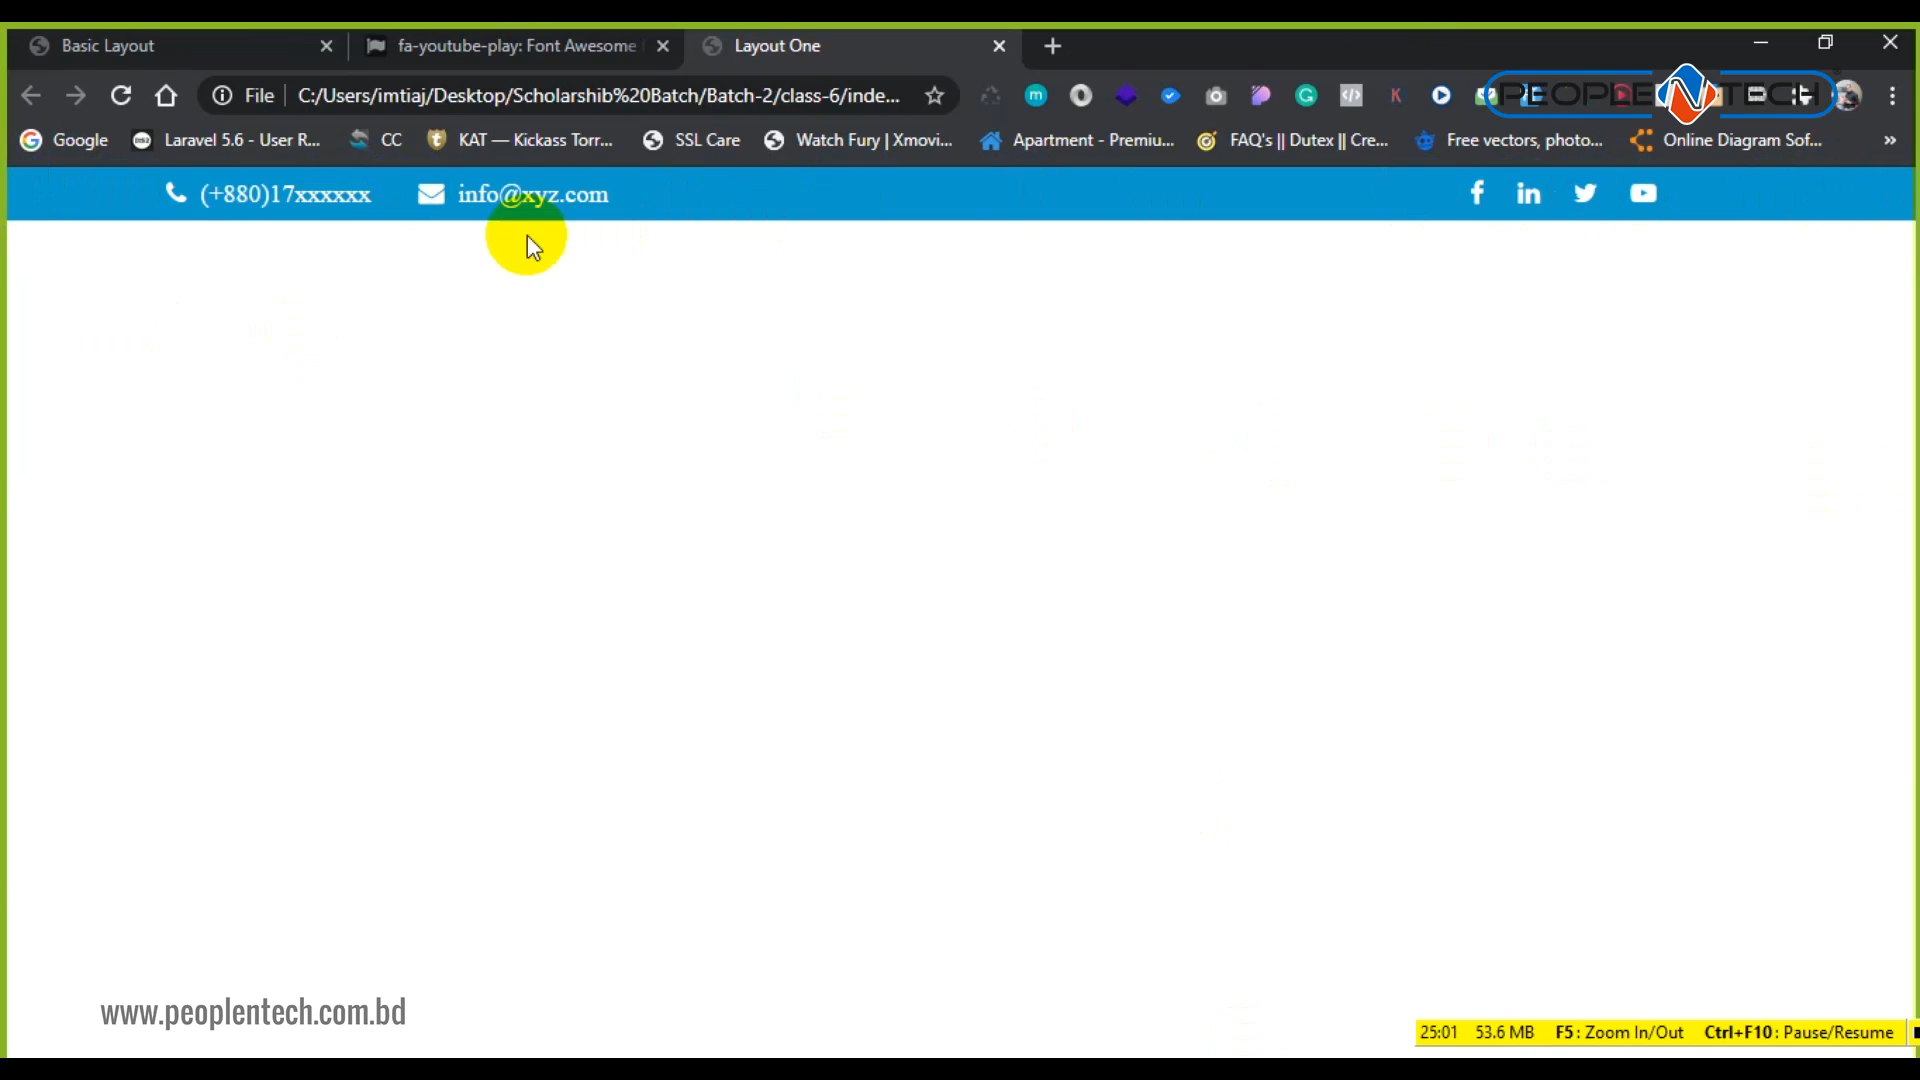 Basic Layout
fa-youtube-play: Font Awesome
Layout One
File
C:/Users/imtiaj/Desktop/Scholarshib%20Batch/Batch-2/class-6/inde...
PEOPLE N TECH
Google
Laravel 5.6 - User R...
CC
KAT — Kickass Torr...
SSL Care
Watch Fury | Xmovi...
Apartment - Premiu...
FAQ's || Dutex || Cre...
Free vectors, photo...
Online Diagram Sof...
(+880)17xxxxxx
info@xyz.com
www.peoplentech.com.bd
25:01 53.6 MB F5: Zoom In/Out Ctrl+F10: Pause/Resume